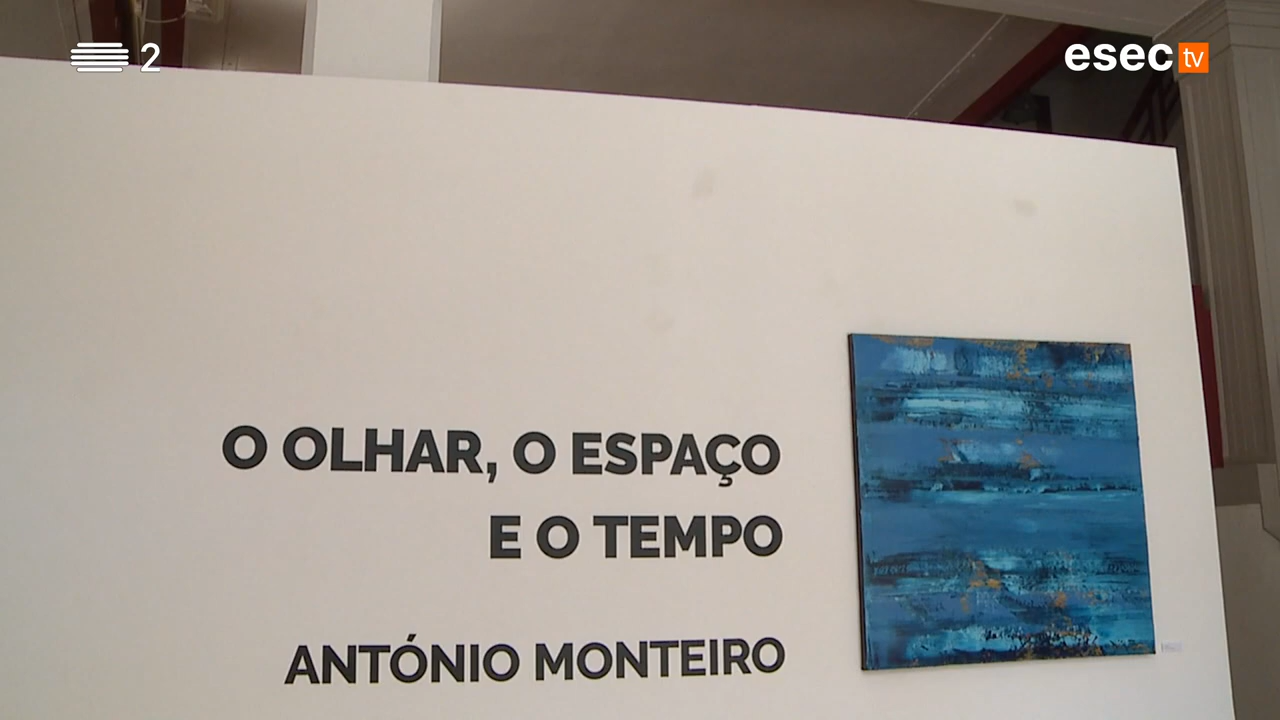 2
esec tv
O OLHAR, O ESPAÇO
E O TEMPO
ANTÓNIO MONTEIRO